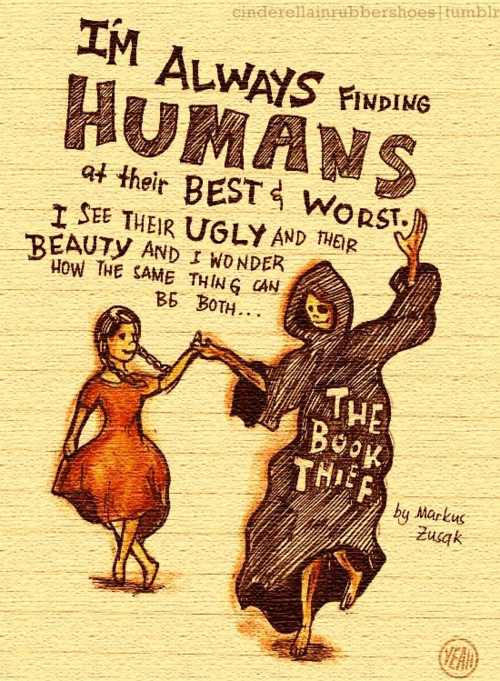 cinderellainrubbershoes|tumblr
I'M ALWAYS FINDING
HUMANS
at their BEST & WORST.
I SEE THEIR UGLY AND THEIR
BEAUTY AND I WONDER
HOW THE SAME THING CAN
BE BOTH...
THE
BOOK
THIEF
by Markus
Zusak
YEAH